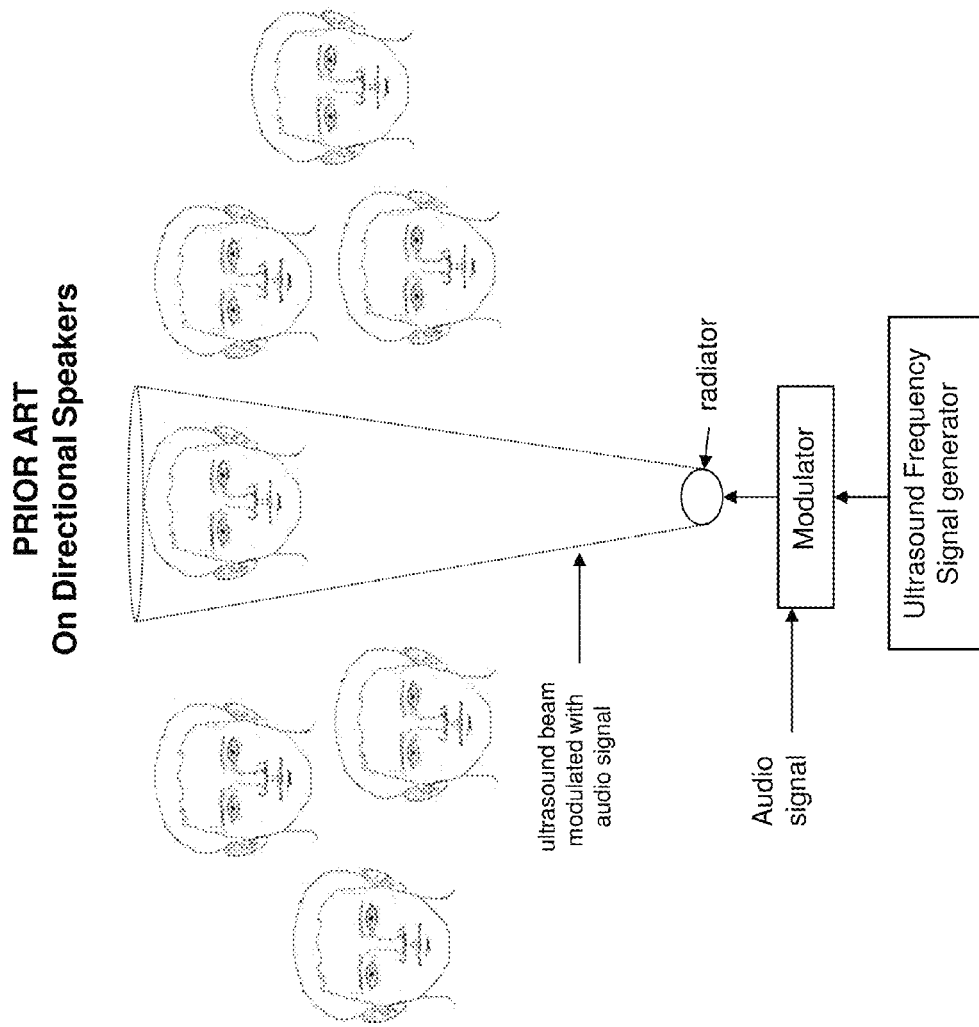 PRIOR ART
On Directional Speakers
ultrasound beam
modulated with
audio signal
radiator
Audio
signal
Modulator
Ultrasound Frequency
Signal generator